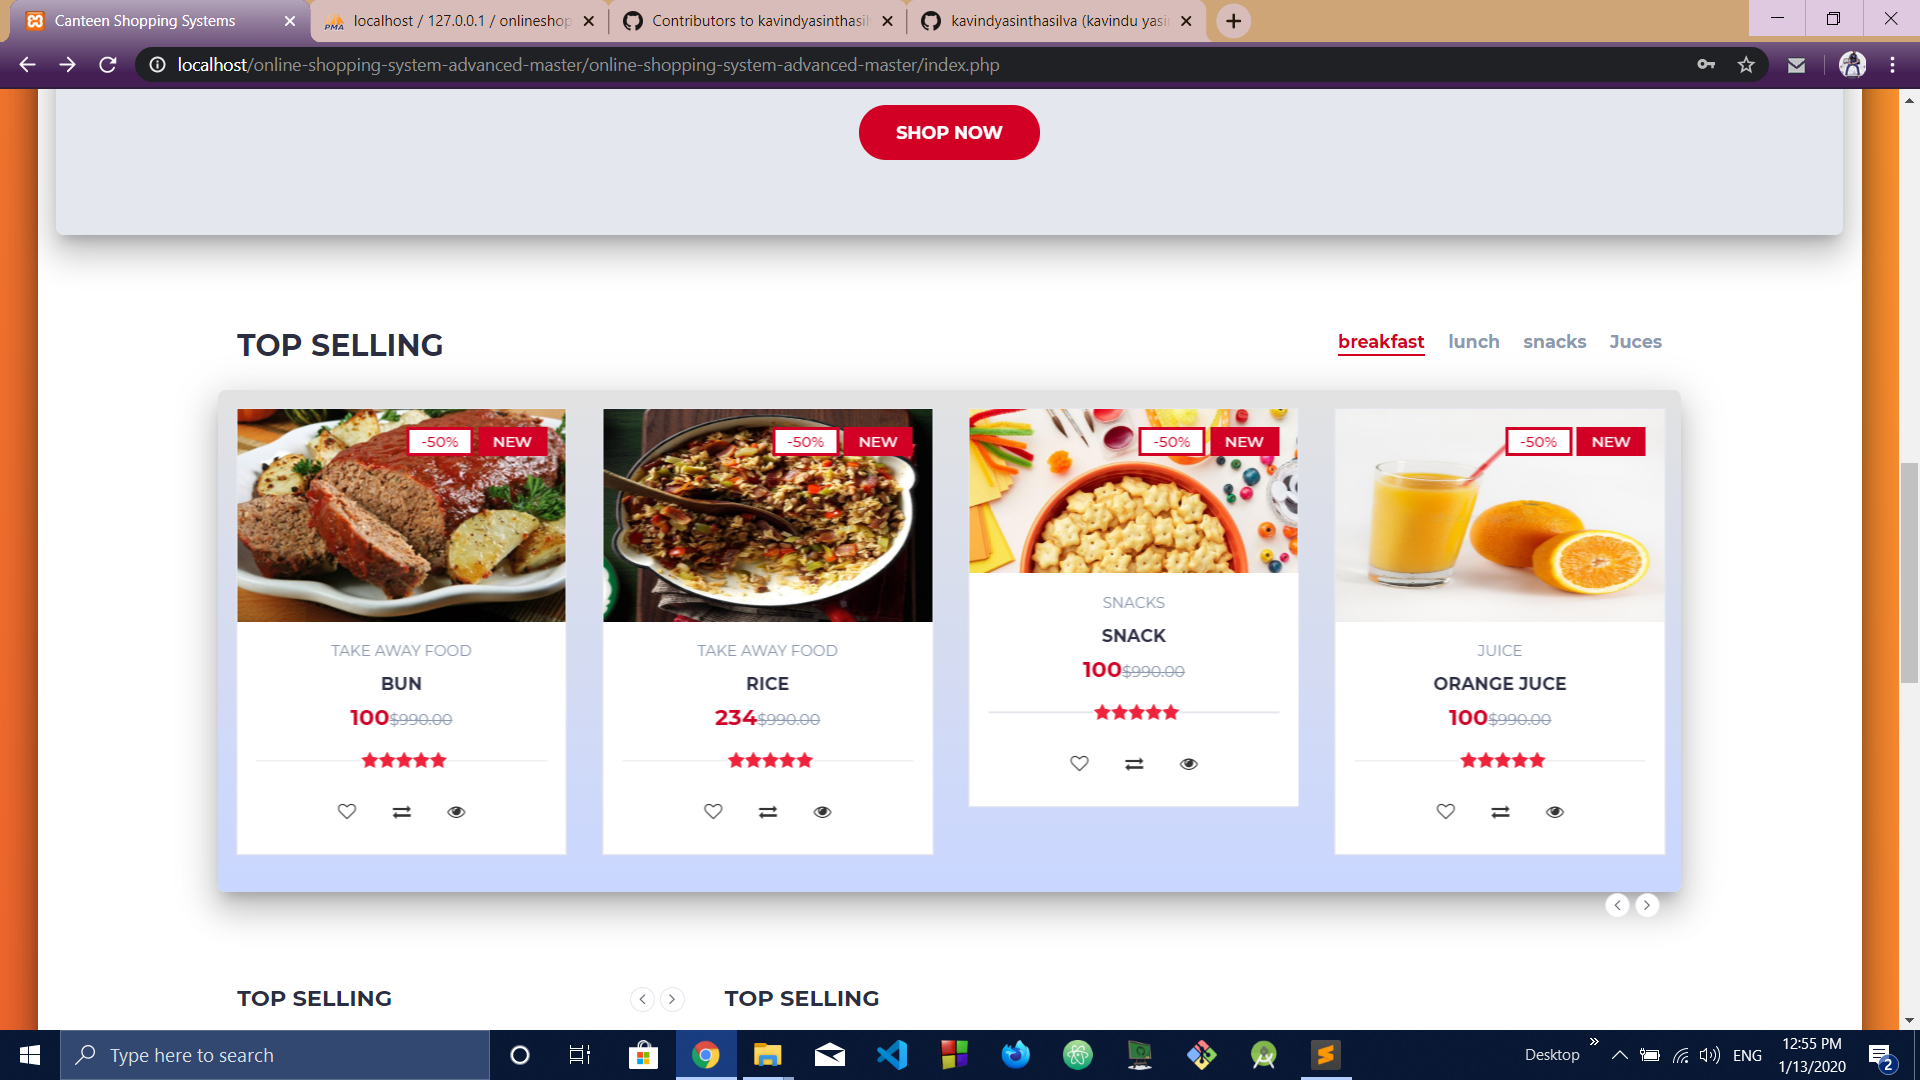 Canteen Shopping Systems
localhost / 127.0.0.1 / onlineshop
Contributors to kavindyasinthasil
kavindyasinthasilva (kavindu yasi
localhost/online-shopping-system-advanced-master/online-shopping-system-advanced-master/index.php
SHOP NOW
TOP SELLING
breakfast lunch snacks Juces
-50% NEW
-50% NEW
-50% NEW
-50% NEW
TAKE AWAY FOOD
BUN
100$990.00
TAKE AWAY FOOD
RICE
234$990.00
SNACKS
SNACK
100$990.00
JUICE
ORANGE JUCE
100$990.00
TOP SELLING
TOP SELLING
Type here to search
Desktop
ENG
12:55 PM
1/13/2020
2